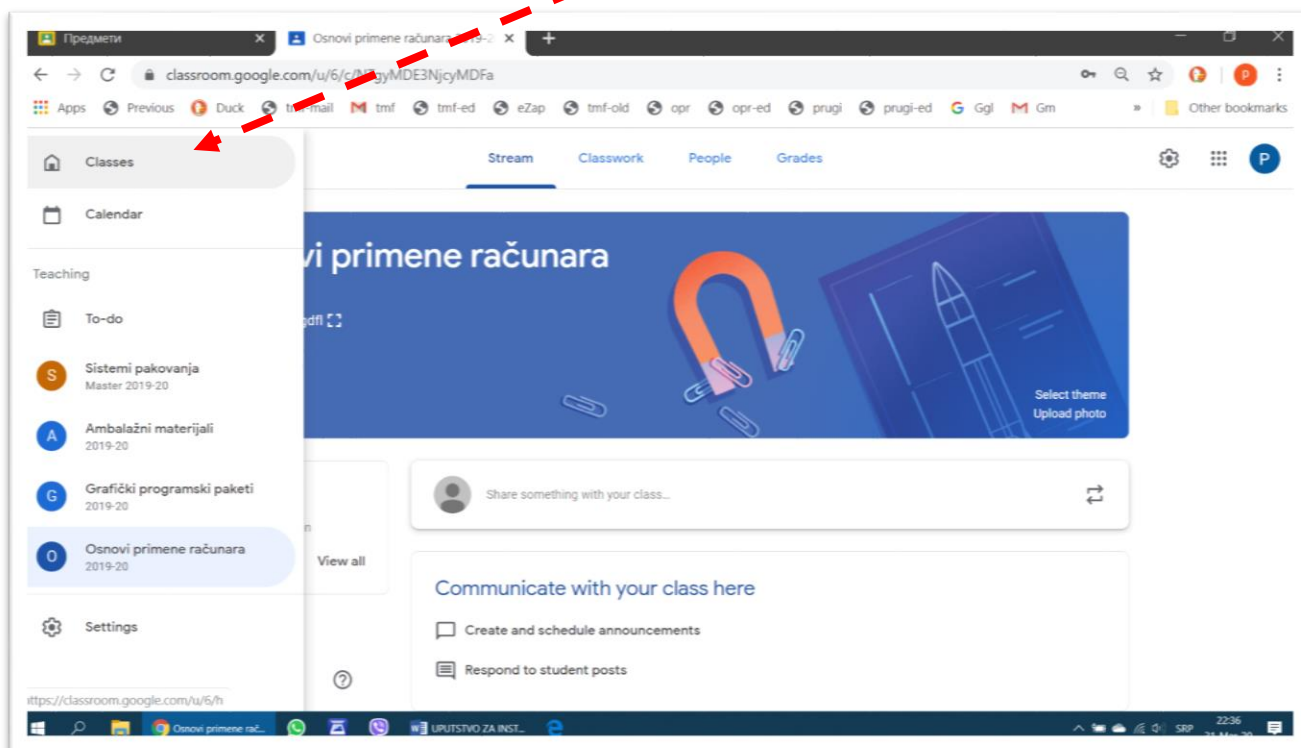 Предмети
Osnovi primene računara
classroom.google.com/u/6/c/
Apps Previous Duck tmf tmf-ed eZap tmf-old opr opr-ed prugi prugi-ed Ggl Gm » Other bookmarks
Classes
Stream Classwork People Grades
P
Calendar
vi primene računara
Teaching
To-do
gdfl
S Sistemi pakovanja
Master 2019-20
Select theme
Upload photo
A Ambalažni materijali
2019-20
G Grafički programski paketi
2019-20
Share something with your class…
O Osnovi primene računara
2019-20
View all
Communicate with your class here
Create and schedule announcements
Settings
Respond to student posts
https://classroom.google.com/u/6/h
Osnovi primene rač...
UPUTSTVO ZA INST...
SRP
22:36